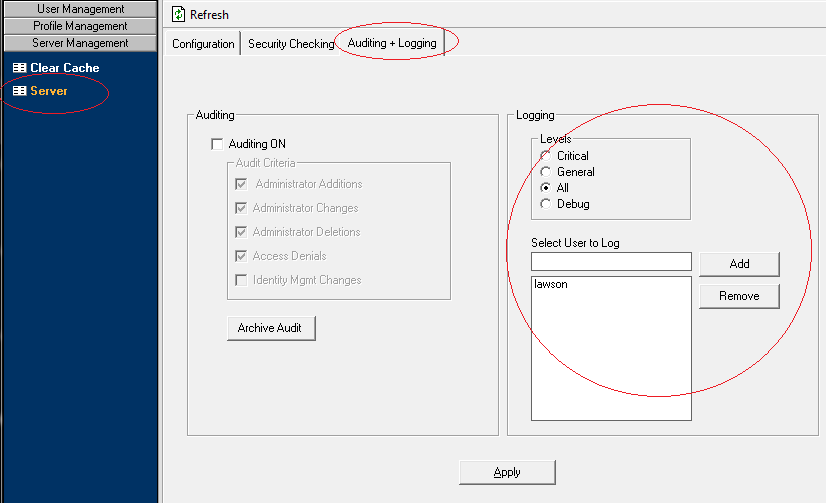 User Management
Profile Management
Server Management
Clear Cache
Server
Refresh
Configuration
Security Checking
Auditing + Logging
Auditing
Auditing ON
Audit Criteria
Administrator Additions
Administrator Changes
Administrator Deletions
Access Denials
Identity Mgmt Changes
Archive Audit
Logging
Levels
Critical
General
All
Debug
Select User to Log
Add
lawson
Remove
Apply